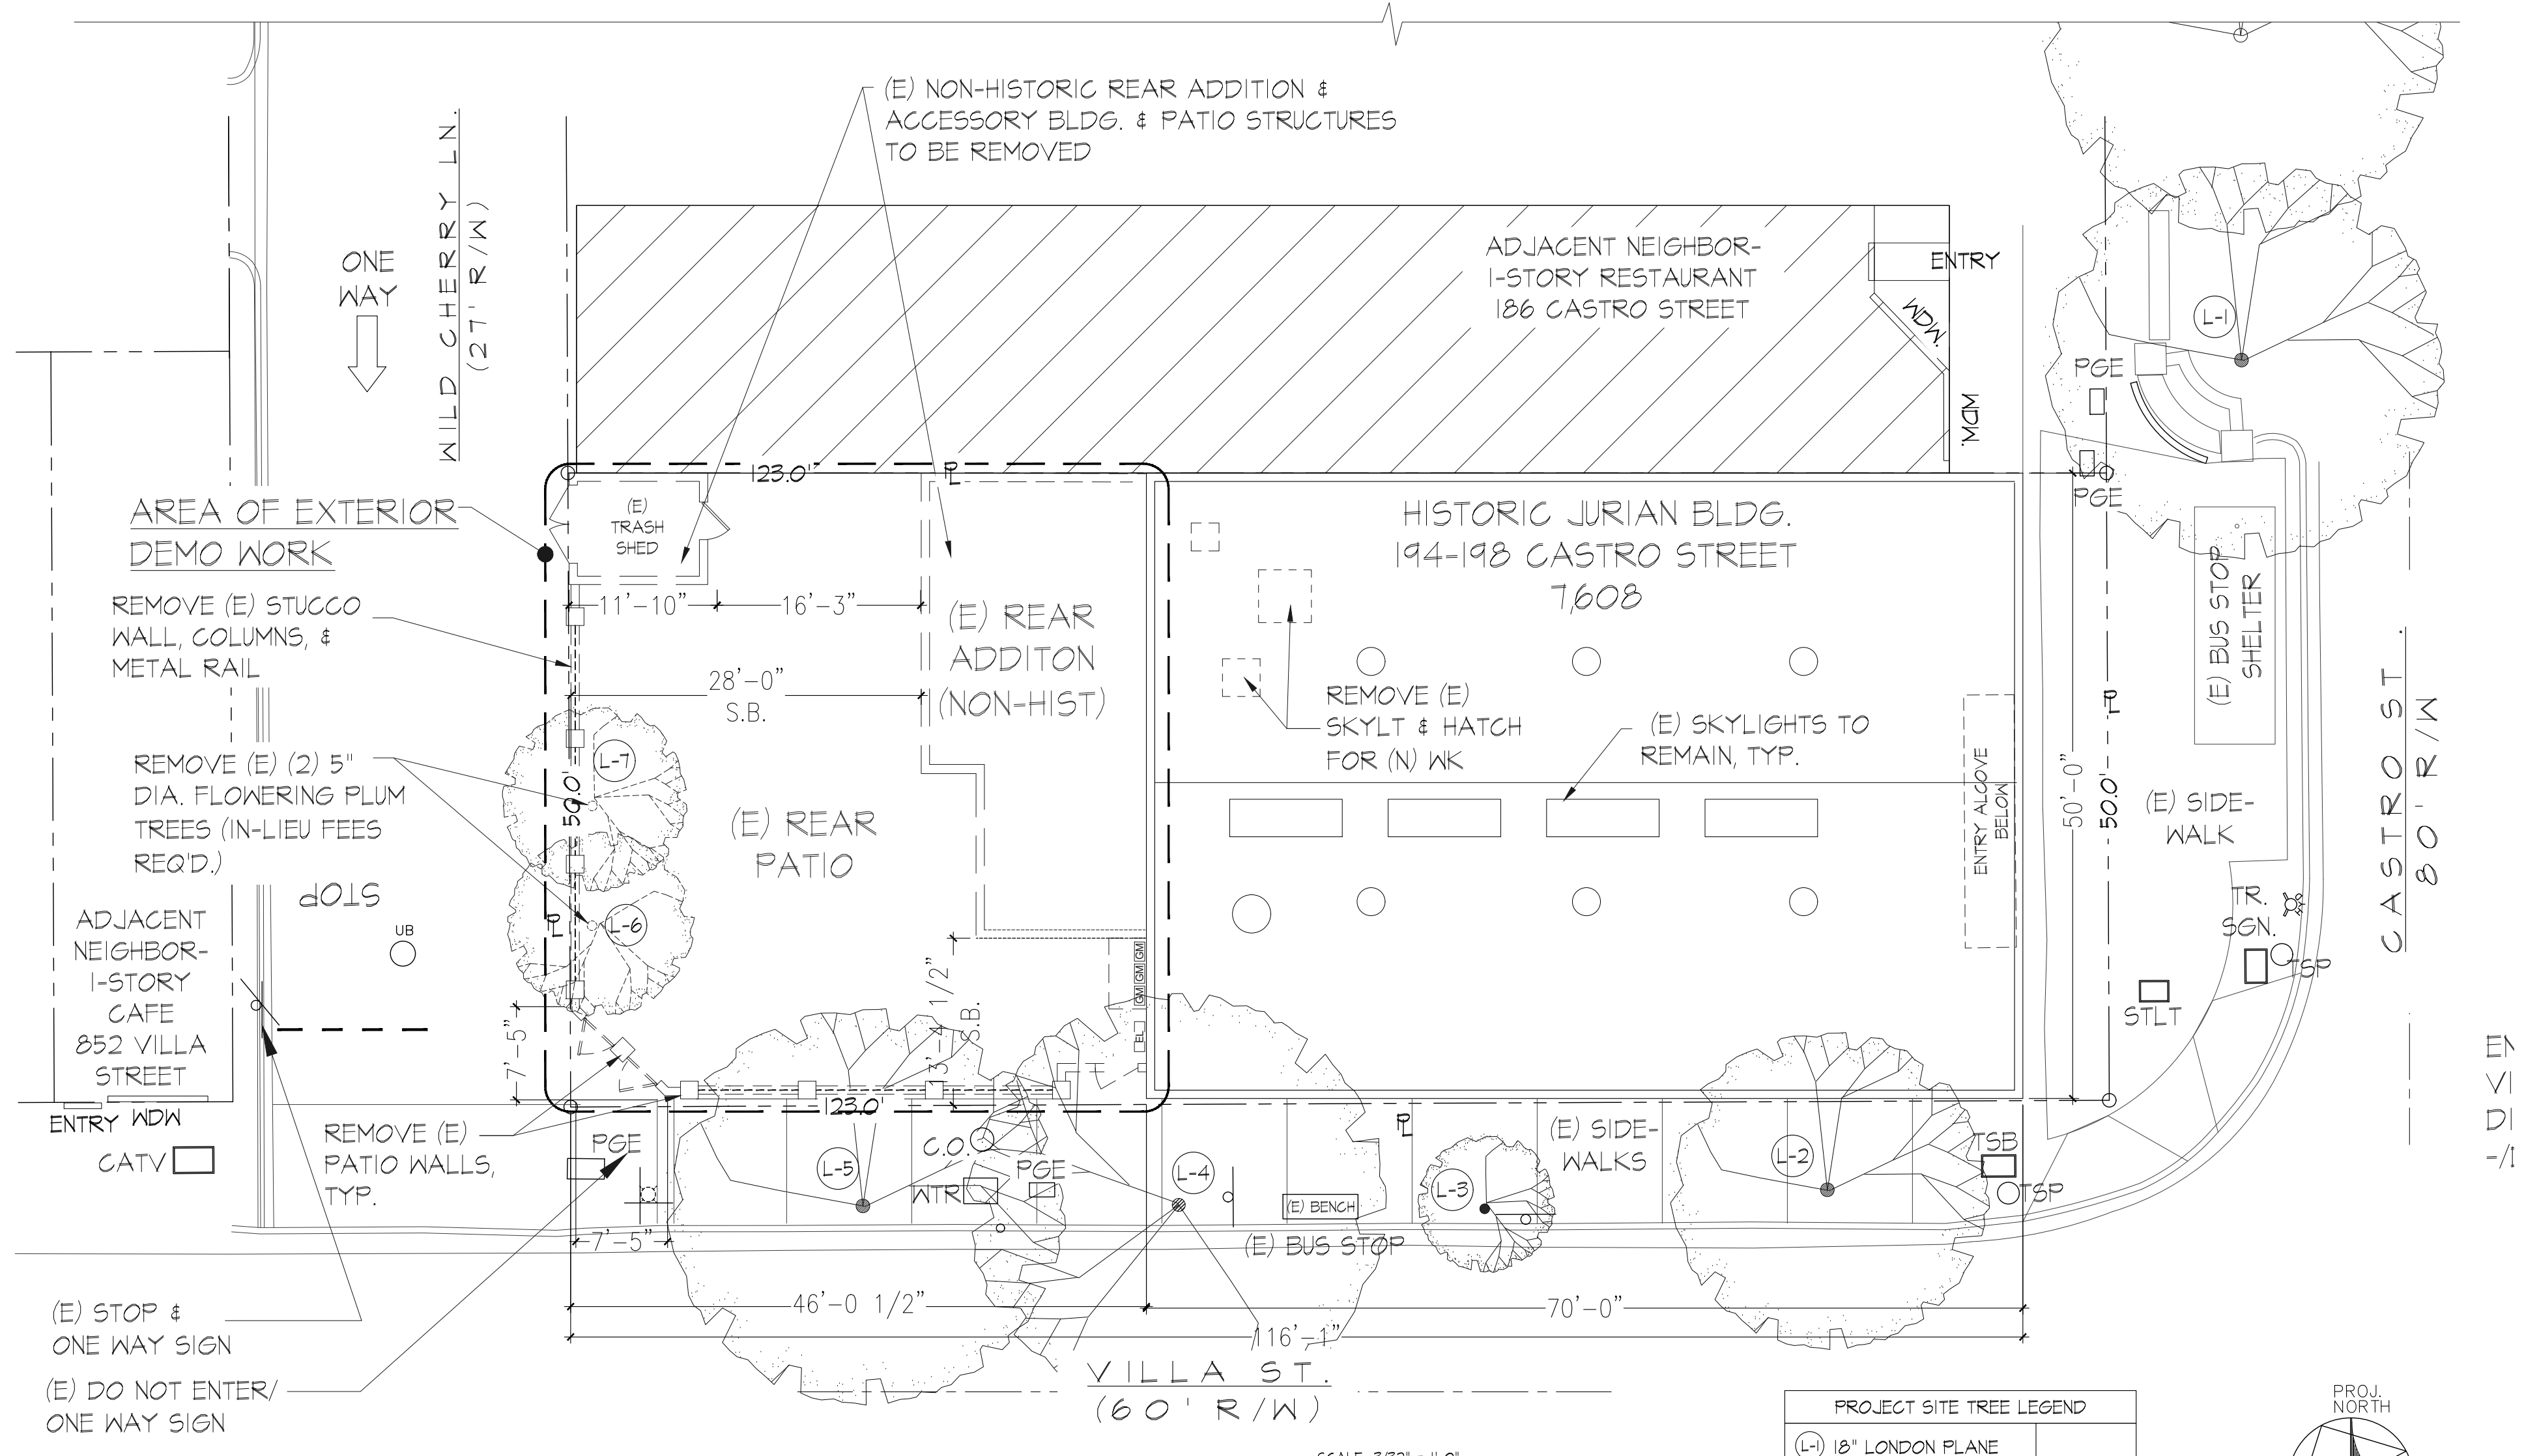 (E) NON-HISTORIC REAR ADDITION &
ACCESSORY BLDG. & PATIO STRUCTURES
TO BE REMOVED
ONE
WAY
WILD CHERRY LN.
(27' R/W)
ADJACENT NEIGHBOR-
1-STORY RESTAURANT
186 CASTRO STREET
ENTRY
WDW.
WDW.
L-1
PGE
PGE
AREA OF EXTERIOR
DEMO WORK
123.0'
PL
(E)
TRASH
SHED
HISTORIC JURIAN BLDG.
194-198 CASTRO STREET
7,608
(E) BUS STOP
SHELTER
REMOVE (E) STUCCO
WALL, COLUMNS, &
METAL RAIL
11'-10"
16'-3"
(E) REAR
ADDITON
(NON-HIST)
28'-0"
S.B.
REMOVE (E)
SKYLT & HATCH
FOR (N) WK
(E) SKYLIGHTS TO
REMAIN, TYP.
PL
CASTRO ST.
80' R/W
L-7
REMOVE (E) (2) 5"
DIA. FLOWERING PLUM
TREES (IN-LIEU FEES
REQ'D.)
50.0'
(E) REAR
PATIO
ENTRY ALCOVE
BELOW
50'-0"
50.0'
(E) SIDE-
WALK
STOP
TR.
SGN.
TSP
STLT
ADJACENT
NEIGHBOR-
1-STORY
CAFE
852 VILLA
STREET
UB
PL
L-6
13'-4 1/2"
S.B.
GM GM GM
EL
7'-5"
ENTRY WDW
CATV
REMOVE (E)
PATIO WALLS,
TYP.
123.0'
PGE
L-5
C.O.
WTR
PGE
L-4
(E) BENCH
(E) BUS STOP
PL
L-3
(E) SIDE-
WALKS
L-2
TSB
TSP
EN
VI
DI
7'-5"
46'-0 1/2"
70'-0"
116'-1"
(E) STOP &
ONE WAY SIGN
(E) DO NOT ENTER/
ONE WAY SIGN
VILLA ST.
(60' R/W)
PROJECT SITE TREE LEGEND
L-1 18" LONDON PLANE
PROJ.
NORTH